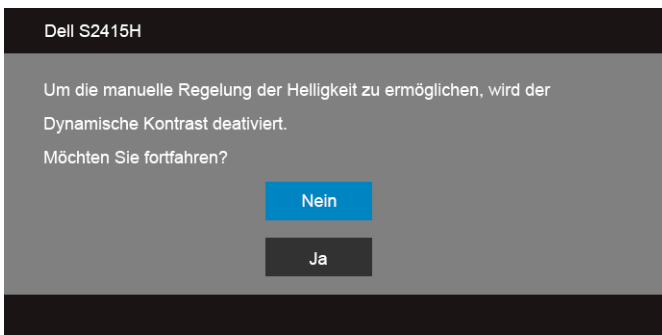 Dell S2415H
Um die manuelle Regelung der Helligkeit zu ermöglichen, wird der
Dynamische Kontrast deativiert.
Möchten Sie fortfahren?
Nein
Ja